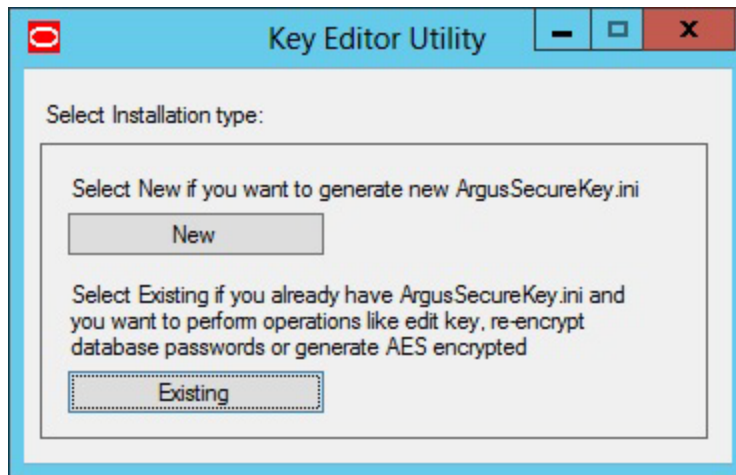 Key Editor Utility
Select Installation type:
Select New if you want to generate new ArgusSecureKey.ini
New
Select Existing if you already have ArgusSecureKey.ini and
you want to perform operations like edit key, re-encrypt
database passwords or generate AES encrypted
Existing